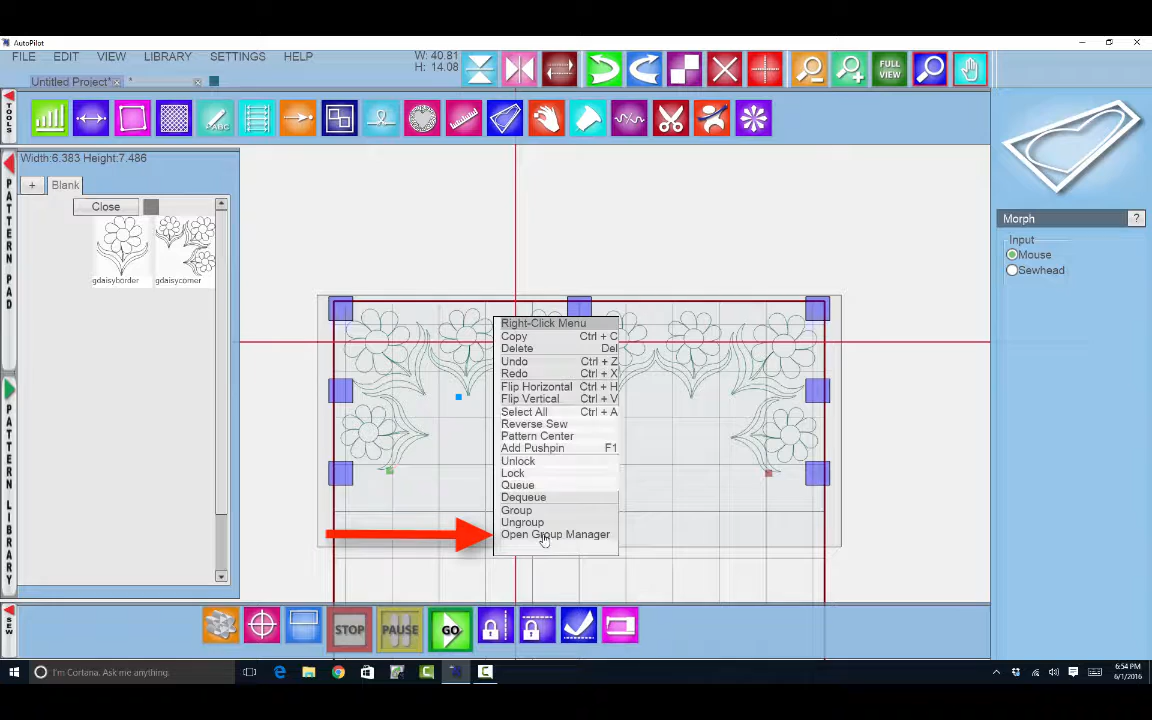 AutoPilot
FILE EDIT VIEW LIBRARY SETTINGS HELP
W: 40.81
H: 14.08
FULL
VIEW
Untitled Project* *
TOOLS
ABC
Width:6.383 Height:7.486
+ Blank
Close
gdaisyborder gdaisycorner
PATTERN PAD
PATTERN LIBRARY
Morph ?
Input
Mouse
Sewhead
Right-Click Menu
Copy Ctrl + C
Delete Del
Undo Ctrl + Z
Redo Ctrl + X
Flip Horizontal Ctrl + H
Flip Vertical Ctrl + V
Select All Ctrl + A
Reverse Sew
Pattern Center
Add Pushpin F1
Unlock
Lock
Queue
Dequeue
Group
Ungroup
Open Group Manager
SEW
STOP PAUSE GO
I'm Cortana. Ask me anything.
6:54 PM
6/1/2016